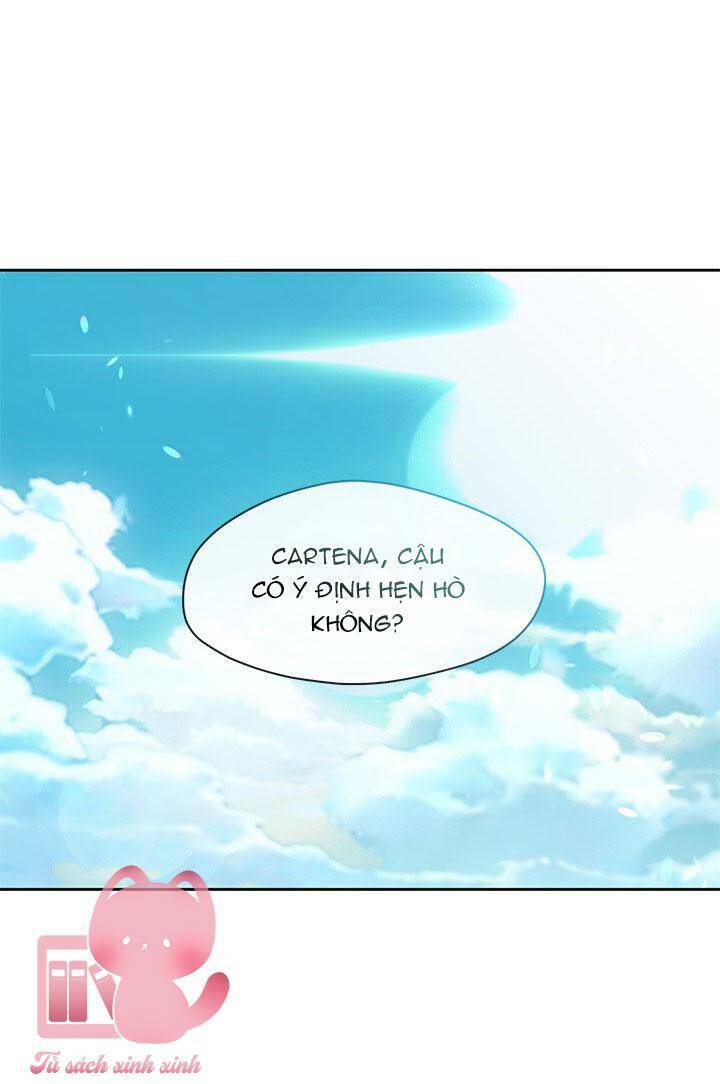 CARTENA, CẬU
CÓ Ý ĐỊNH HẸN HÒ
KHÔNG?
Tủ sách xinh xinh